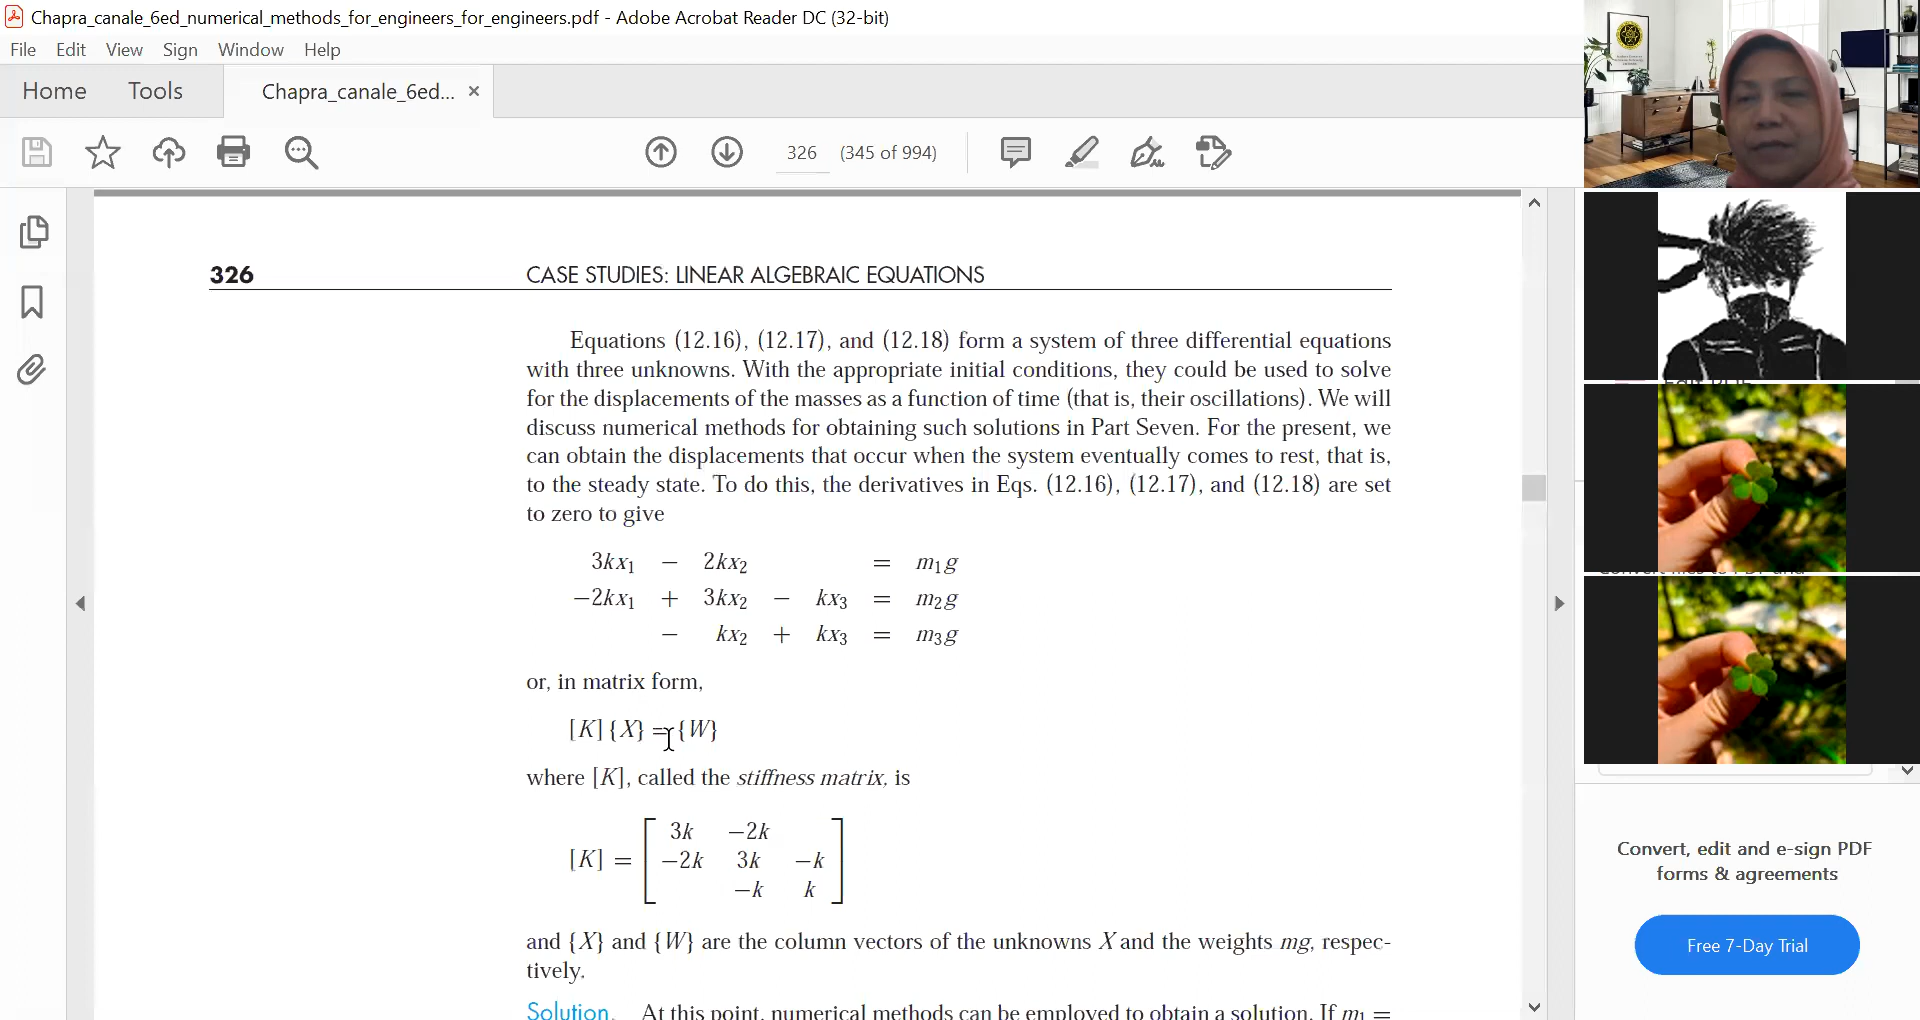 Chapra_canale_6ed_numerical_methods_for_engineers_for_engineers.pdf - Adobe Acrobat Reader DC (32-bit)
File Edit View Sign Window Help
Home Tools Chapra_canale_6ed... ×
326 (345 of 994)
326 CASE STUDIES: LINEAR ALGEBRAIC EQUATIONS
Equations (12.16), (12.17), and (12.18) form a system of three differential equations
with three unknowns. With the appropriate initial conditions, they could be used to solve
for the displacements of the masses as a function of time (that is, their oscillations). We will
discuss numerical methods for obtaining such solutions in Part Seven. For the present, we
can obtain the displacements that occur when the system eventually comes to rest, that is,
to the steady state. To do this, the derivatives in Eqs. (12.16), (12.17), and (12.18) are set
to zero to give
3kx₁ − 2kx₂ = m₁g
−2kx₁ + 3kx₂ − kx₃ = m₂g
− kx₂ + kx₃ = m₃g
or, in matrix form,
[K]{X} = {W}
where [K], called the stiffness matrix, is
3k −2k
[K] = −2k 3k −k
−k k
and {X} and {W} are the column vectors of the unknowns X and the weights mg, respec-
tively.
Solution. At this point, numerical methods can be employed to obtain a solution. If m₁ =
Convert, edit and e-sign PDF
forms & agreements
Free 7-Day Trial